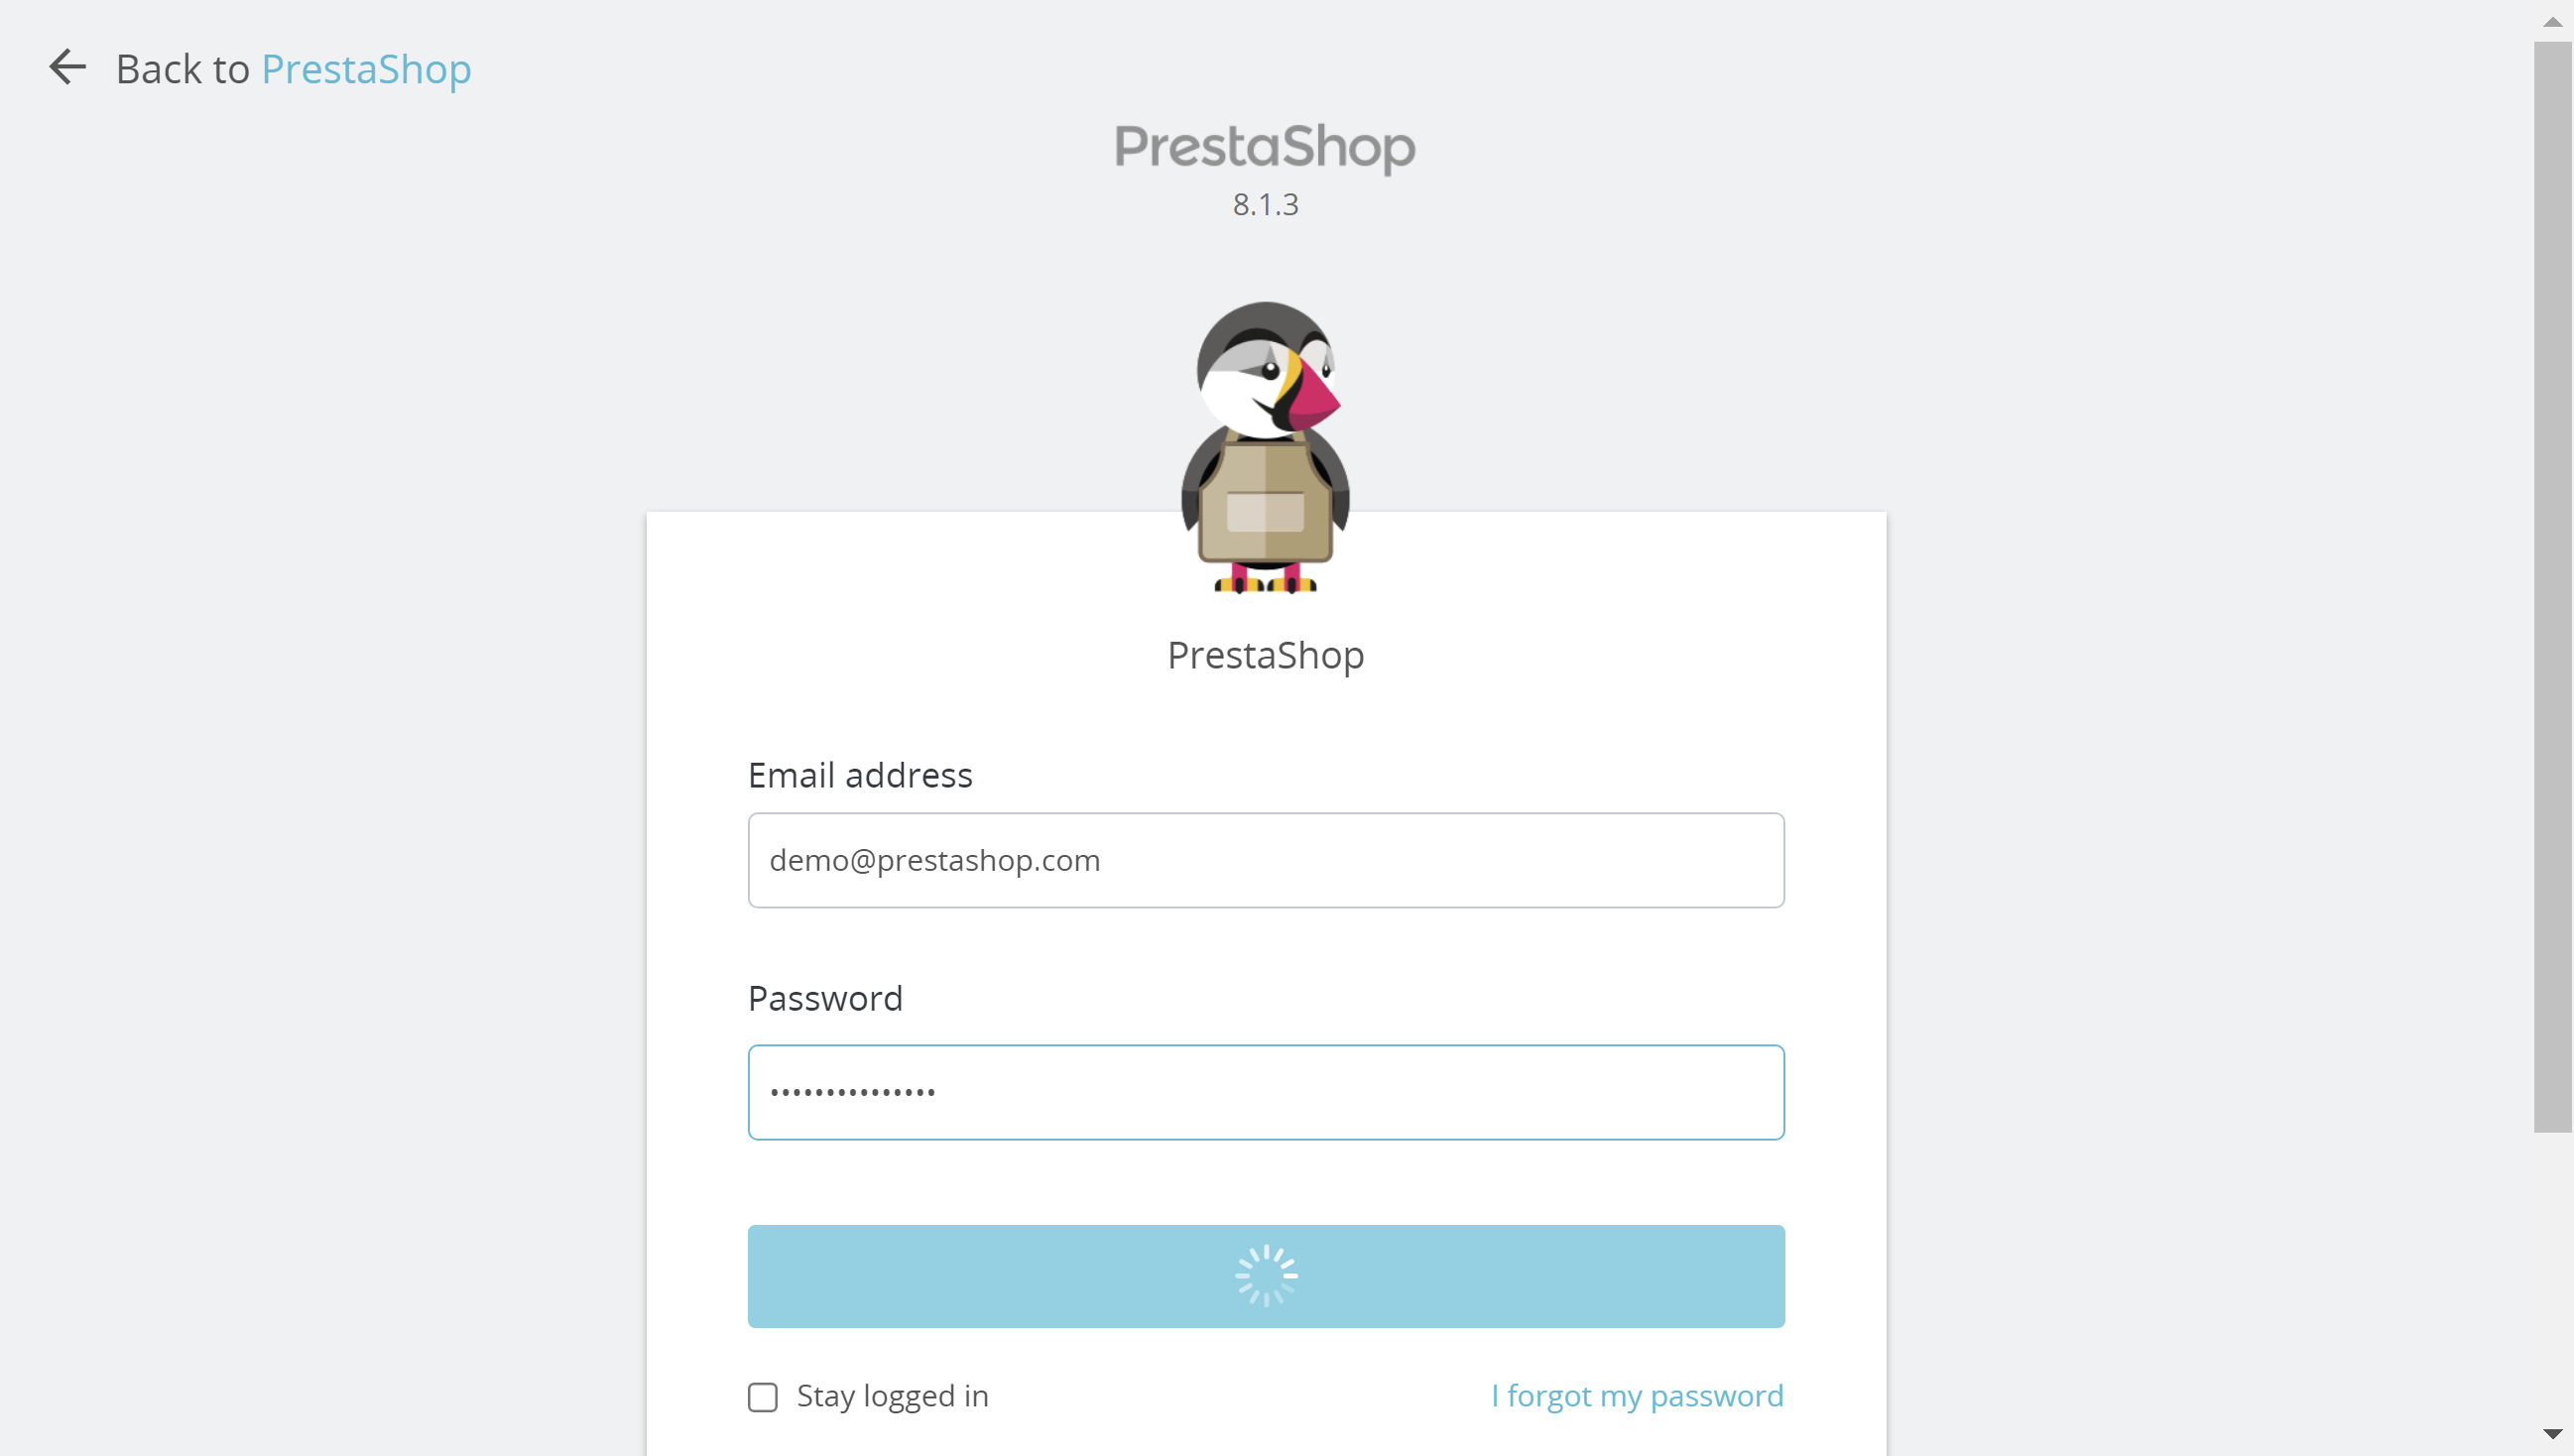 Back to PrestaShop
PrestaShop
8.1.3
PrestaShop
Email address
demo@prestashop.com
Password
•••••••••••••••
Stay logged in
I forgot my password